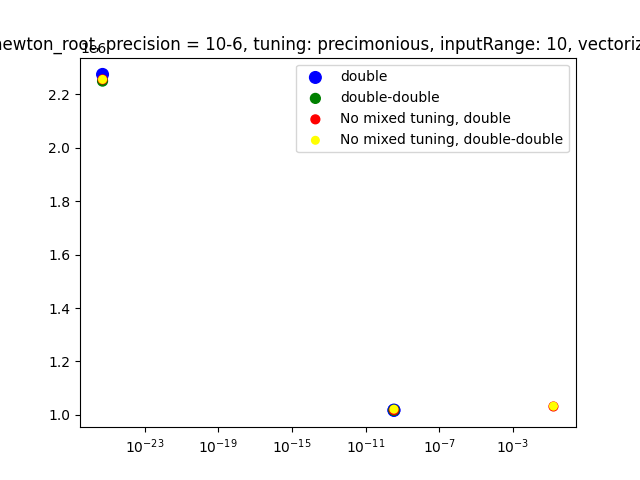 newton_root, precision = 10-6, tuning: precimonious, inputRange: 10, vectoriz
1e6
double
double-double
No mixed tuning, double
No mixed tuning, double-double
2.2
2.0
1.8
1.6
1.4
1.2
1.0
10⁻²³ 10⁻¹⁹ 10⁻¹⁵ 10⁻¹¹ 10⁻⁷ 10⁻³